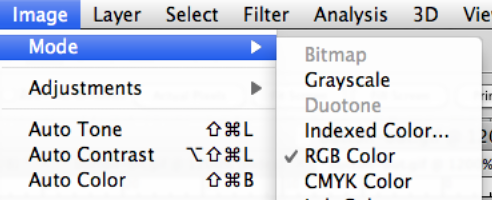 Image Layer Select Filter Analysis 3D
Mode
Adjustments
Auto Tone ⇧⌘L
Auto Contrast ⌥⇧⌘L
Auto Color ⇧⌘B
Bitmap
Grayscale
Duotone
Indexed Color...
✓ RGB Color
CMYK Color